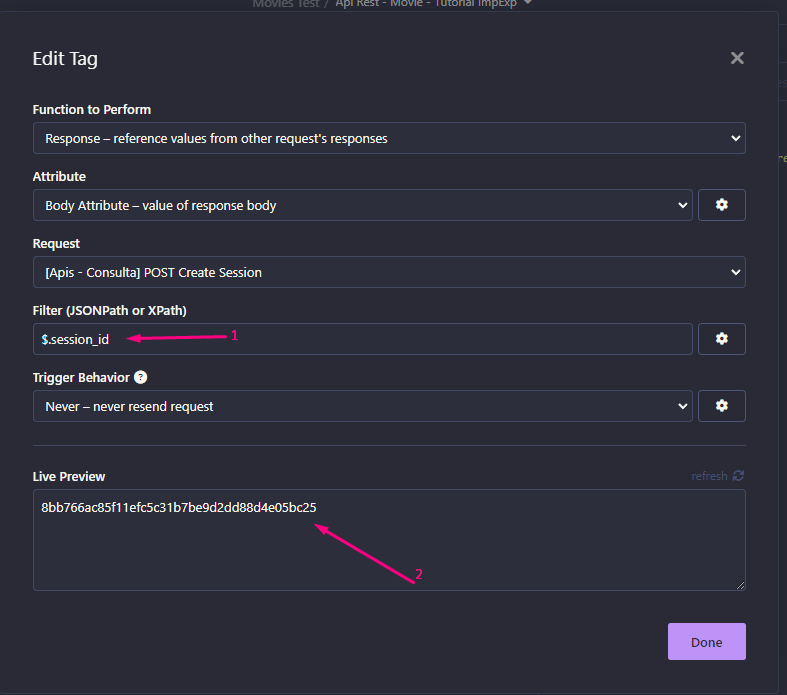 Movies Test / Api Rest - Movie - Tutorial ImpExp
Edit Tag
Function to Perform
Response – reference values from other request's responses
Attribute
Body Attribute – value of response body
Request
[Apis - Consulta] POST Create Session
Filter (JSONPath or XPath)
$.session_id
1
Trigger Behavior ?
Never – never resend request
Live Preview
refresh
8bb766ac85f11efc5c31b7be9d2dd88d4e05bc25
2
Done